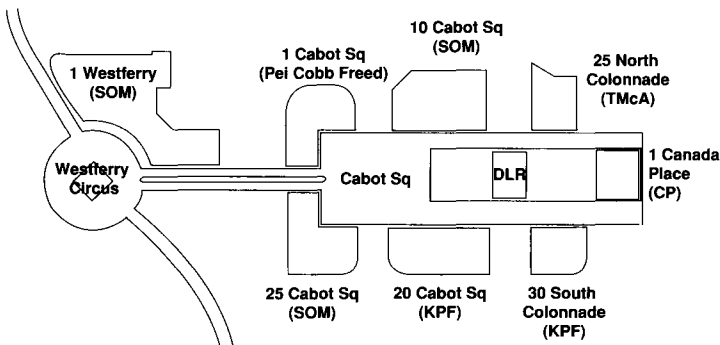 10 Cabot Sq
(SOM)
1 Cabot Sq
(Pei Cobb Freed)
25 North
Colonnade
(TMcA)
1 Westferry
(SOM)
Westferry
Circus
Cabot Sq
DLR
1 Canada
Place
(CP)
25 Cabot Sq
(SOM)
20 Cabot Sq
(KPF)
30 South
Colonnade
(KPF)